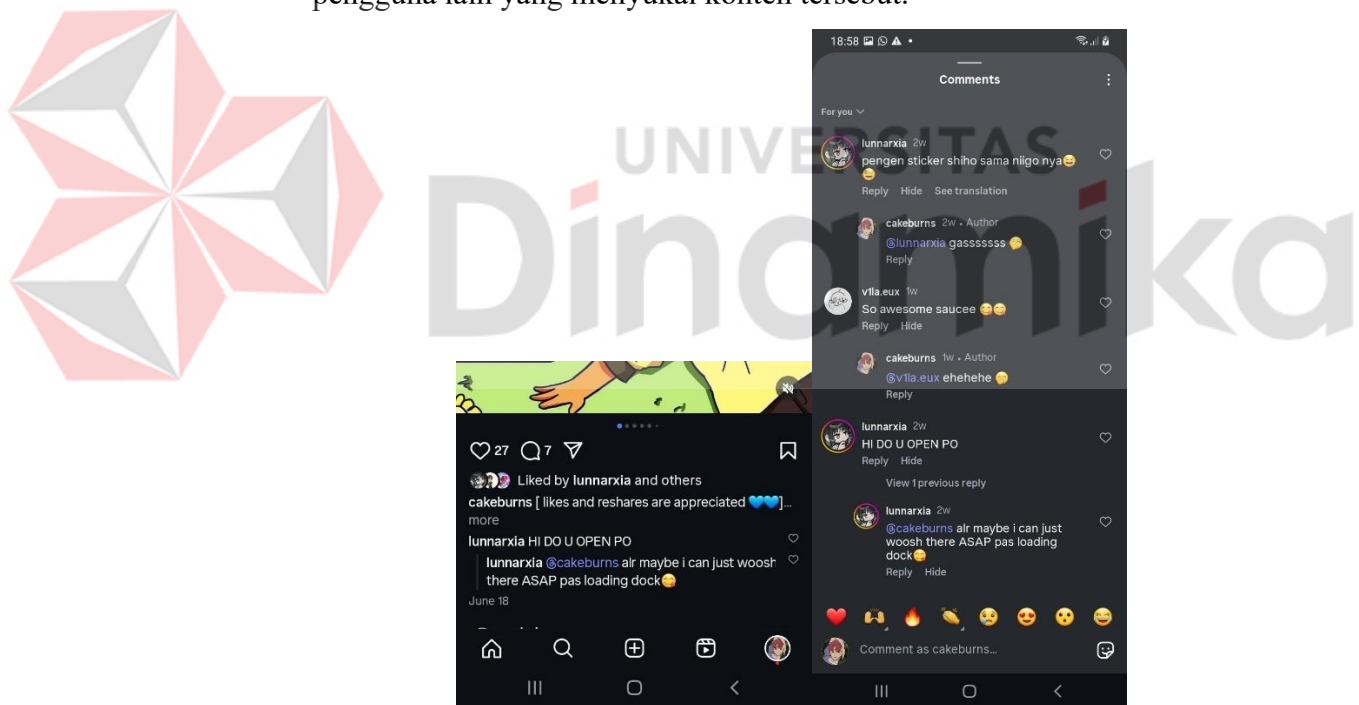 pengguna lain yang menyukai konten tersebut.
UNIVERSITAS
Dinamika
27 7
Liked by lunnarxia and others
cakeburns [ likes and reshares are appreciated 💙💙]...
more
lunnarxia HI DO U OPEN PO
lunnarxia @cakeburns alr maybe i can just woosh
there ASAP pas loading dock😋
June 18
18:58
Comments
For you
lunnarxia 2w
pengen sticker shiho sama niigo nya😄
😄
Reply Hide See translation
cakeburns 2w • Author
@lunnarxia gasssssss 🤭
Reply
v1la.eux 1w
So awesome saucee 😋😋
Reply Hide
cakeburns 1w • Author
@v1la.eux ehehehe 🤭
Reply
lunnarxia 2w
HI DO U OPEN PO
Reply Hide
View 1 previous reply
lunnarxia 2w
@cakeburns alr maybe i can just
woosh there ASAP pas loading
dock😋
Reply Hide
❤️ 🙌 🔥 👏 😢 😍 😮 😂
Comment as cakeburns...